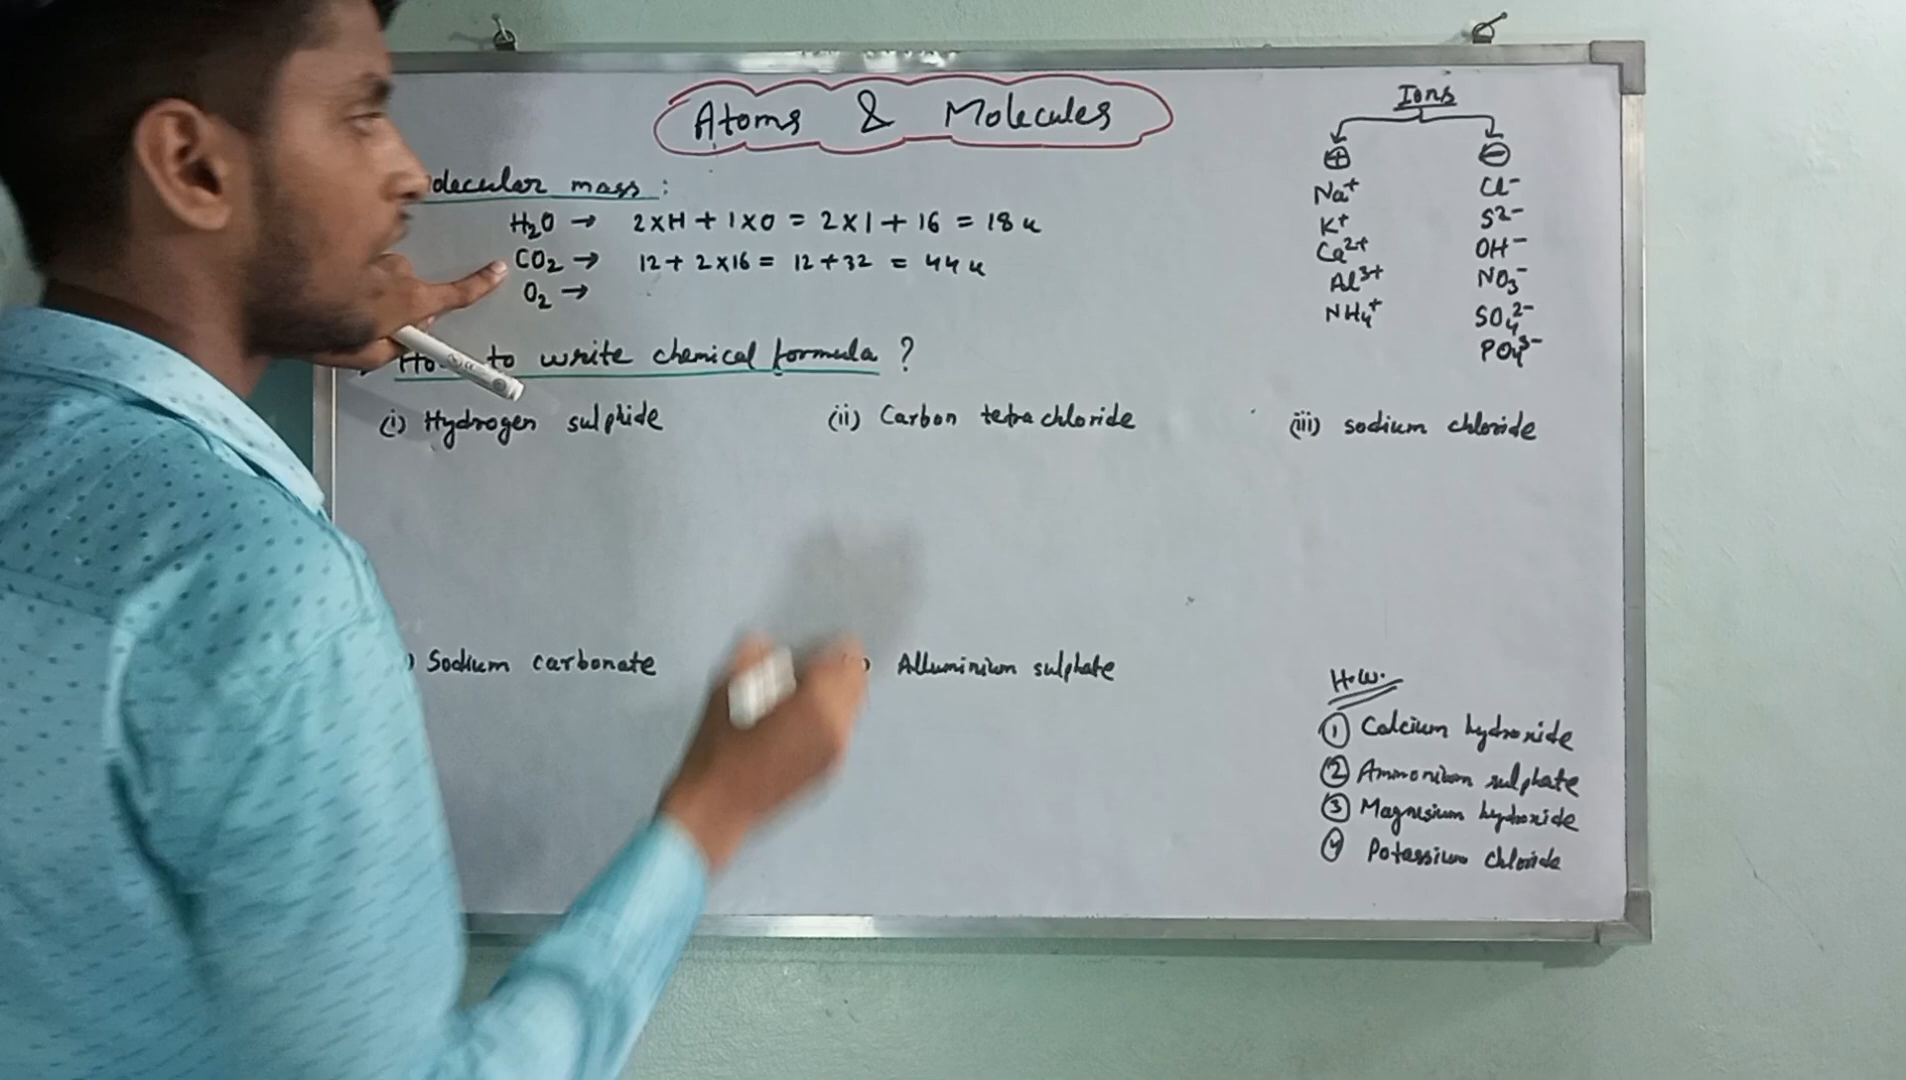 Atoms & Molecules
olecular mass :
H₂O → 2×H + 1×O = 2×1 + 16 = 18 u
CO₂ → 12 + 2×16 = 12 + 32 = 44 u
O₂ →
Ions
⊕ ⊖
Na⁺ Cl⁻
K⁺ S²⁻
Ca²⁺ OH⁻
Al³⁺ NO₃⁻
NH₄⁺ SO₄²⁻
PO₄³⁻
to write chemical formula ?
(i) Hydrogen sulphide (ii) Carbon tetra chloride (iii) sodium chloride
) Sodium carbonate ) Alluminium sulphate
H.W.
① Calcium hydroxide
② Ammonium sulphate
③ Magnesium hydroxide
④ Potassium chloride